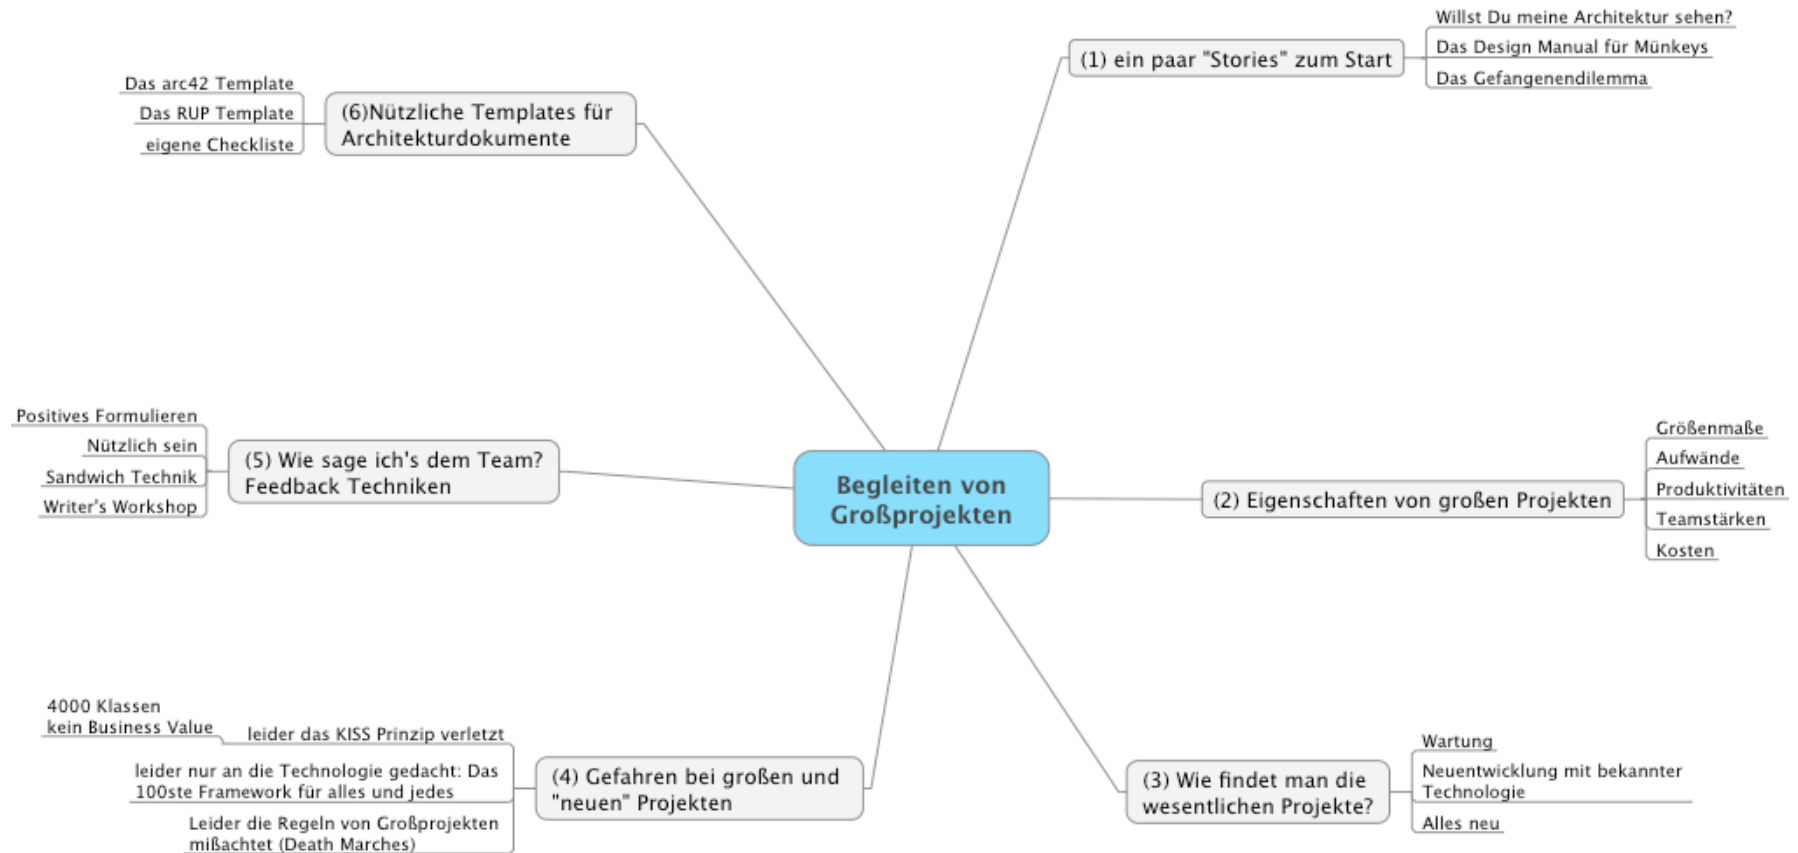 Begleiten von
Großprojekten
(1) ein paar "Stories" zum Start
Willst Du meine Architektur sehen?
Das Design Manual für Münkeys
Das Gefangenendilemma
(2) Eigenschaften von großen Projekten
Größenmaße
Aufwände
Produktivitäten
Teamstärken
Kosten
(3) Wie findet man die
wesentlichen Projekte?
Wartung
Neuentwicklung mit bekannter
Technologie
Alles neu
(4) Gefahren bei großen und
"neuen" Projekten
leider das KISS Prinzip verletzt
4000 Klassen
kein Business Value
leider nur an die Technologie gedacht: Das
100ste Framework für alles und jedes
Leider die Regeln von Großprojekten
mißachtet (Death Marches)
(5) Wie sage ich's dem Team?
Feedback Techniken
Positives Formulieren
Nützlich sein
Sandwich Technik
Writer's Workshop
(6)Nützliche Templates für
Architekturdokumente
Das arc42 Template
Das RUP Template
eigene Checkliste